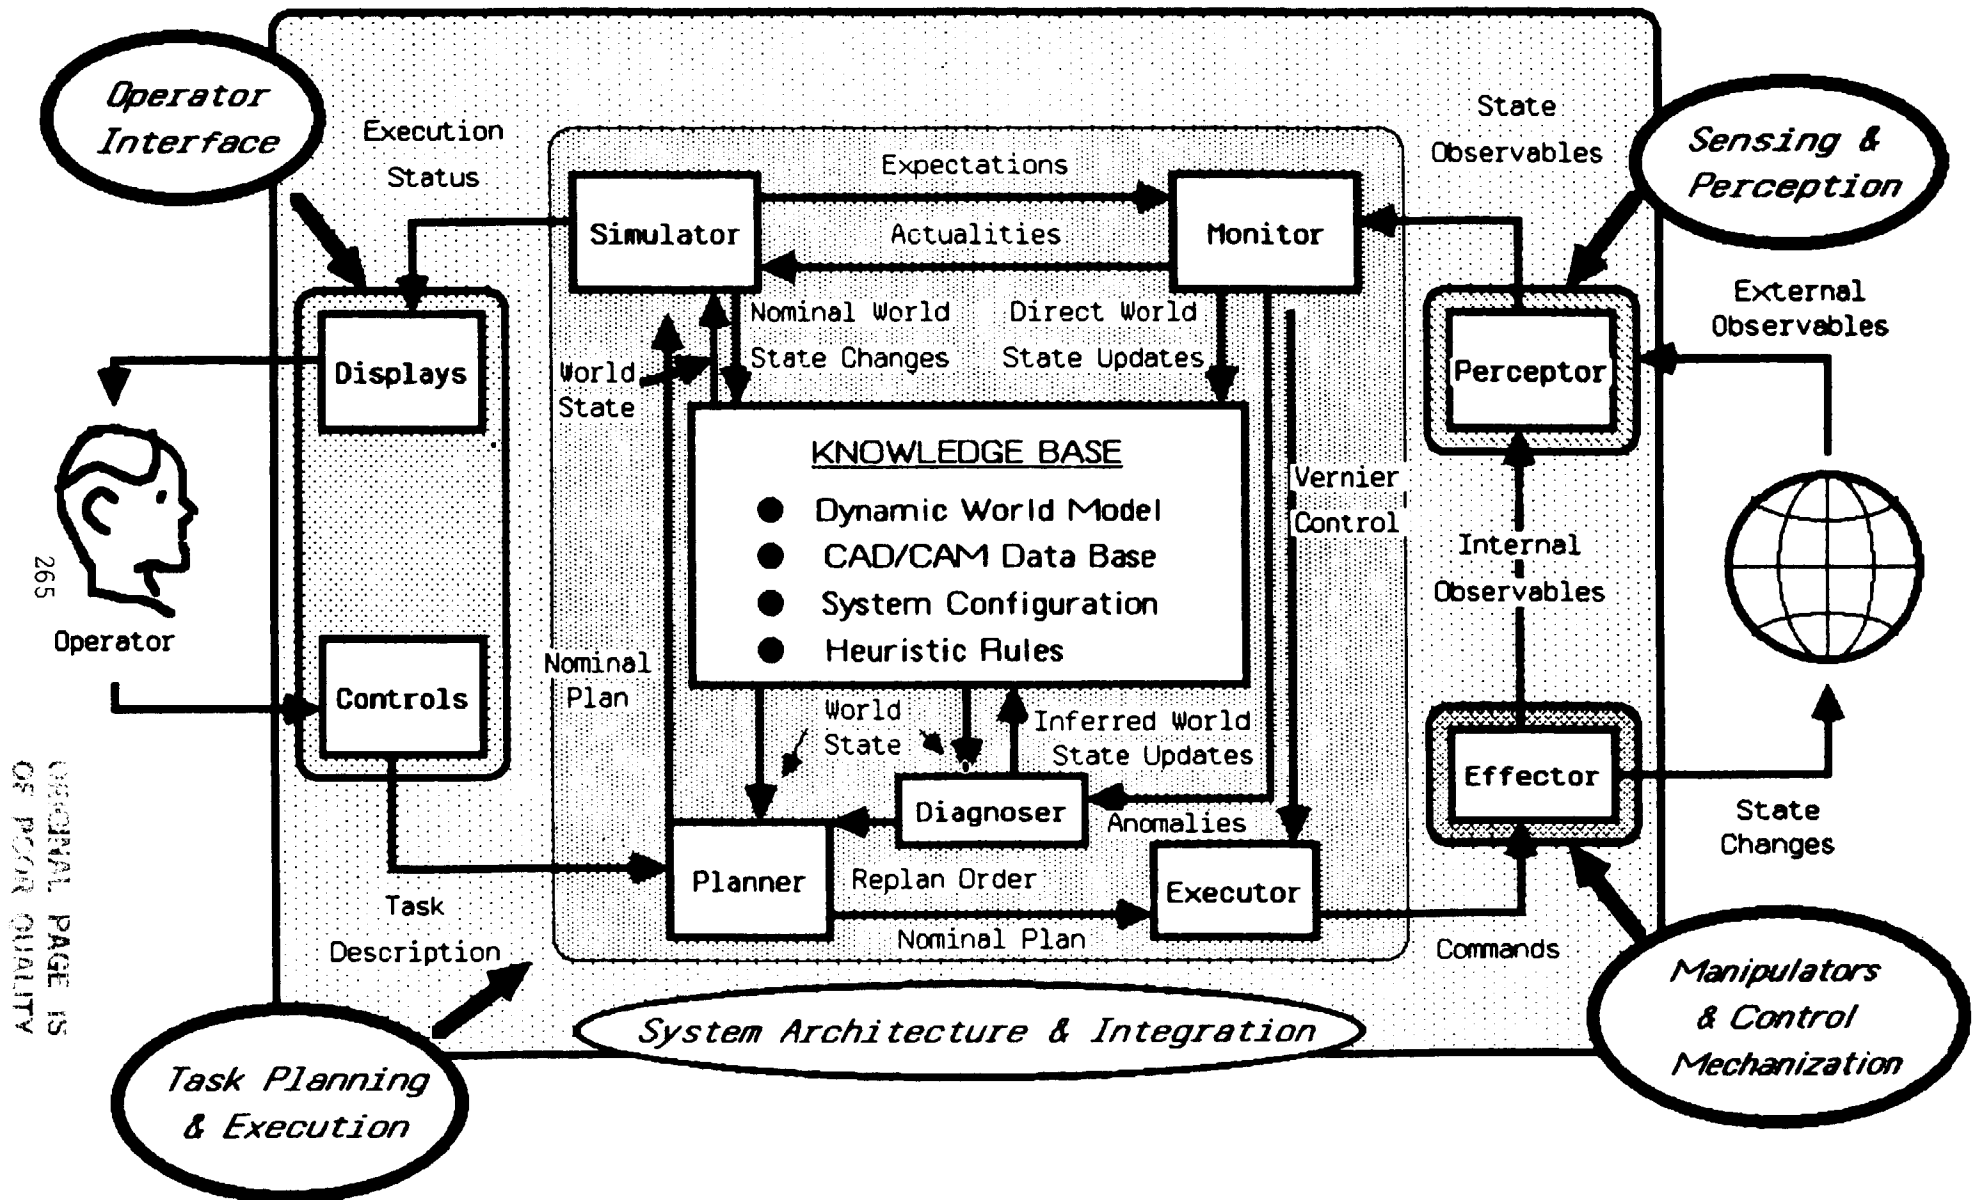 Operator
Interface
Execution
Status
Expectations
State
Observables
Sensing &
Perception
Simulator
Actualities
Monitor
Nominal World
State Changes
Direct World
State Updates
External
Observables
World
State
Displays
Perceptor
KNOWLEDGE BASE
● Dynamic World Model
● CAD/CAM Data Base
● System Configuration
● Heuristic Rules
Vernier
Control
Internal
Observables
265
Operator
Controls
Nominal
Plan
World
State
Inferred World
State Updates
Effector
Diagnoser
Anomalies
State
Changes
Planner
Replan Order
Executor
Task
Description
Nominal Plan
Commands
Manipulators
& Control
Mechanization
System Architecture & Integration
Task Planning
& Execution
ORIGINAL PAGE IS
OF POOR QUALITY